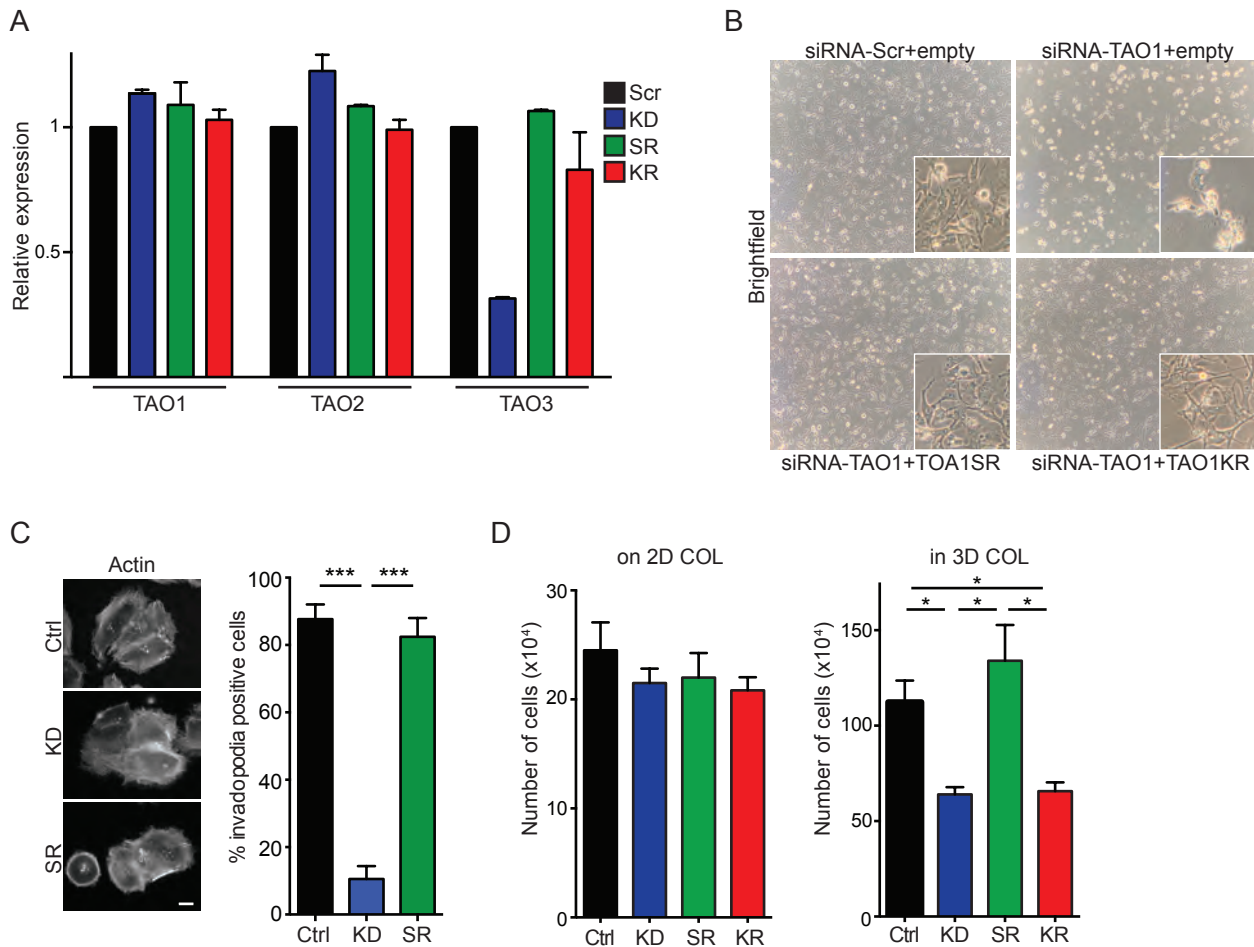 A
Relative expression
1
0.5
TAO1
TAO2
TAO3
Scr
KD
SR
KR
B
siRNA-Scr+empty
siRNA-TAO1+empty
Brightfield
siRNA-TAO1+TOA1SR
siRNA-TAO1+TAO1KR
C
Actin
Ctrl
KD
SR
% invadopodia positive cells
100
80
60
40
20
0
***
***
Ctrl
KD
SR
D
on 2D COL
Number of cells (x10⁴)
30
20
10
0
Ctrl
KD
SR
KR
in 3D COL
Number of cells (x10⁴)
150
100
50
0
*
*
*
*
Ctrl
KD
SR
KR